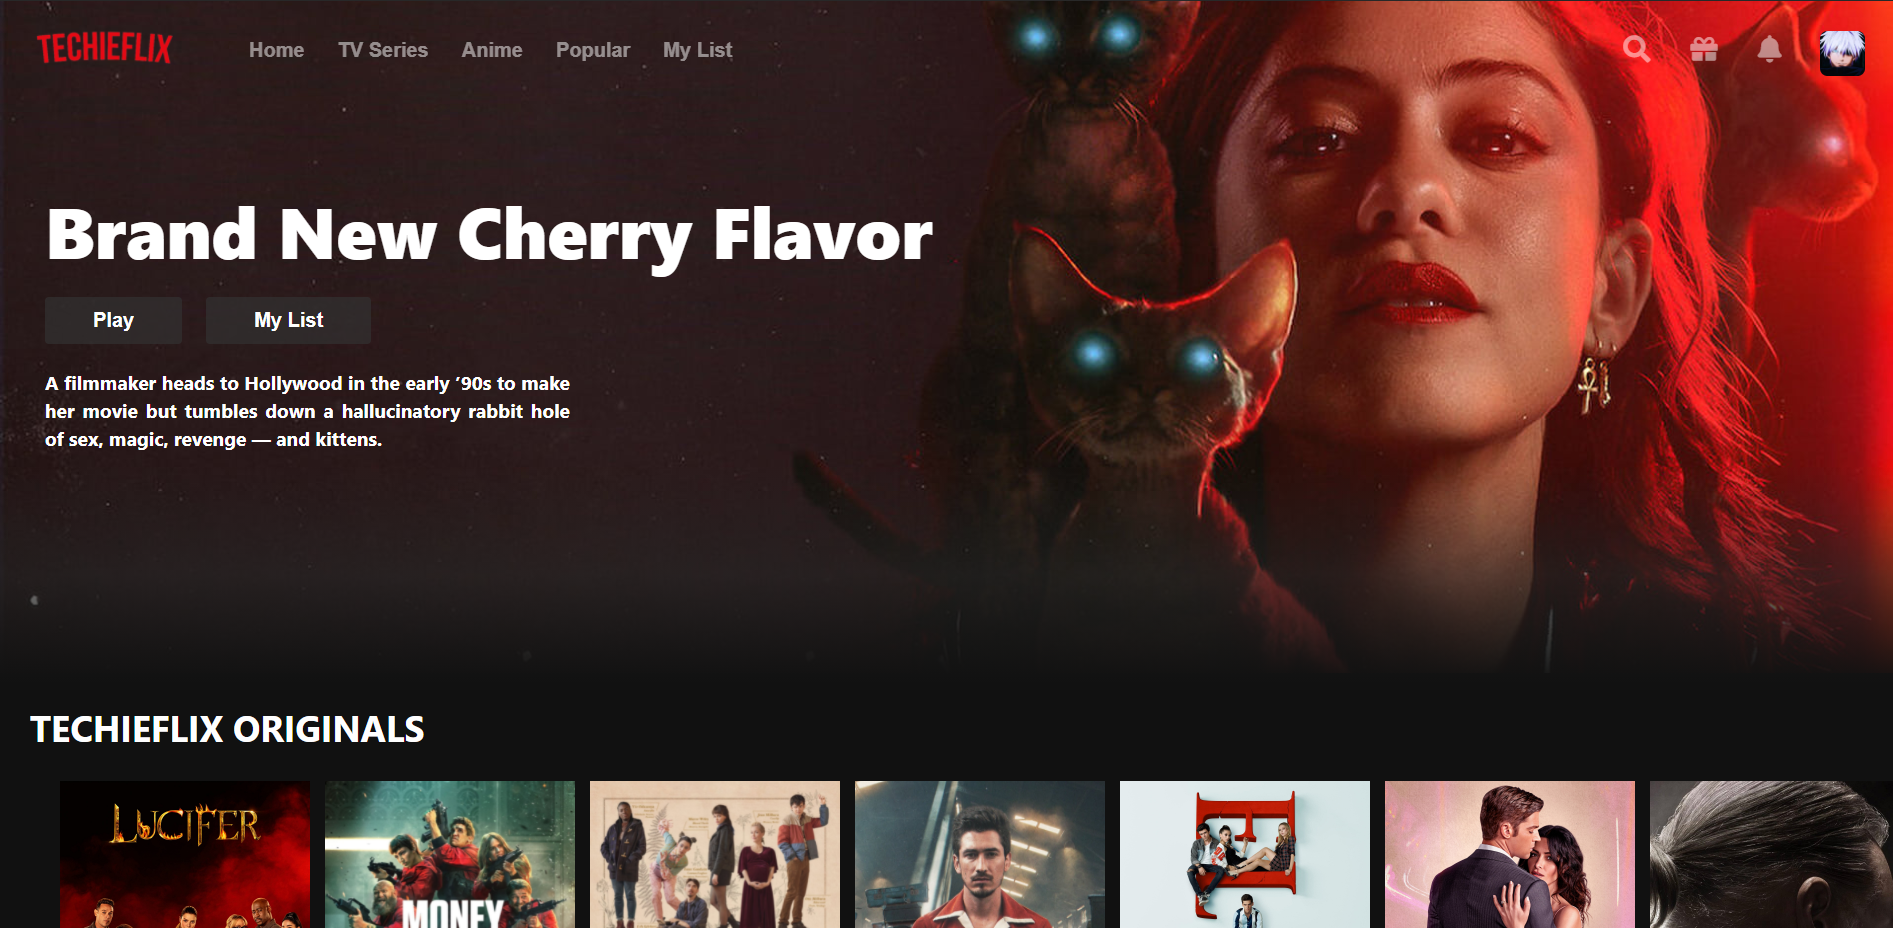 TECHIEFLIX
Home TV Series Anime Popular My List
Brand New Cherry Flavor
Play My List
A filmmaker heads to Hollywood in the early ’90s to make
her movie but tumbles down a hallucinatory rabbit hole
of sex, magic, revenge — and kittens.
TECHIEFLIX ORIGINALS
LUCIFER
MONEY